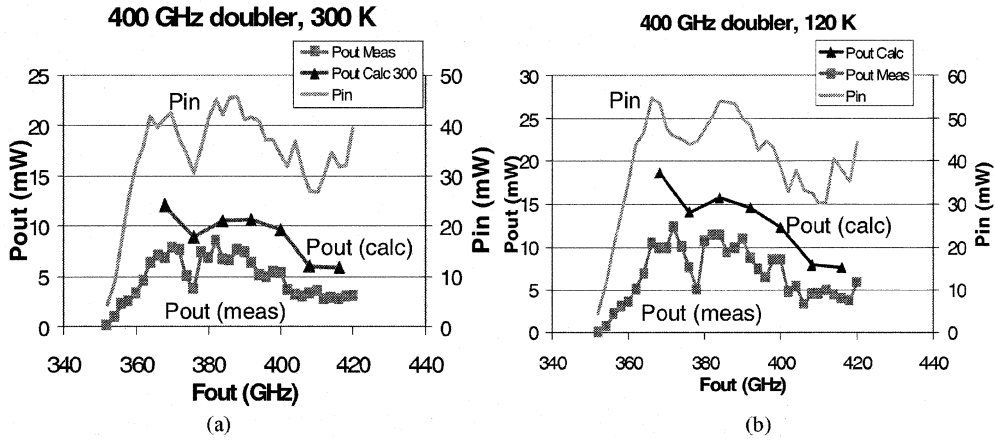 400 GHz doubler, 300 K
Pout Meas
Pout Calc 300
Pin
25
20
15
10
5
0
50
40
30
20
10
0
Pout (mW)
Pin (mW)
Pin
Pout (calc)
Pout (meas)
340
360
380
400
420
440
Fout (GHz)
(a)
400 GHz doubler, 120 K
Pout Calc
Pout Meas
Pin
30
25
20
15
10
5
0
60
50
40
30
20
10
0
Pout (mW)
Pin (mW)
Pin
Pout (calc)
Pout (meas)
340
360
380
400
420
440
Fout (GHz)
(b)